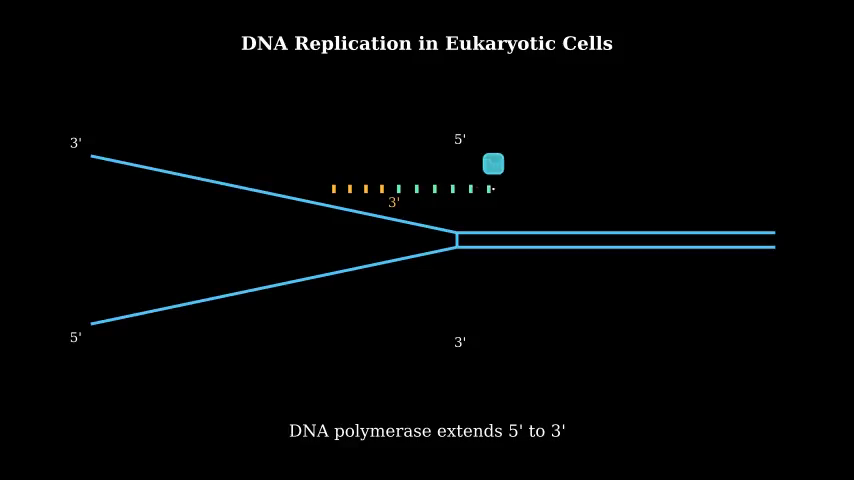 DNA Replication in Eukaryotic Cells
3'
5'
3'
5'
3'
DNA polymerase extends 5' to 3'